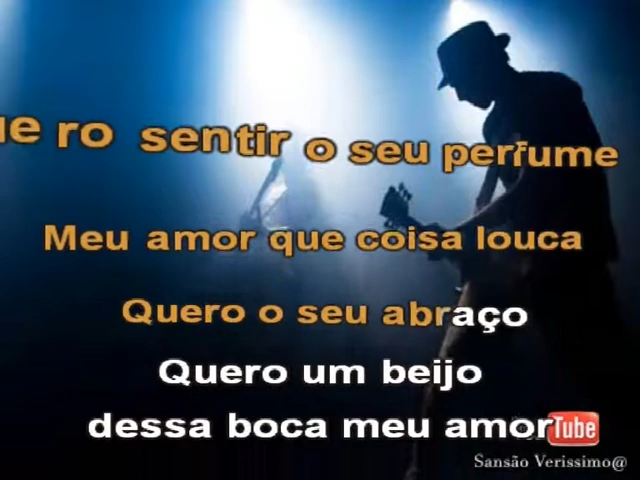 ue ro sentir o seu perfume
Meu amor que coisa louca
Quero o seu abraço
Quero um beijo
dessa boca meu amor
Tube
Sansão Verissimo@